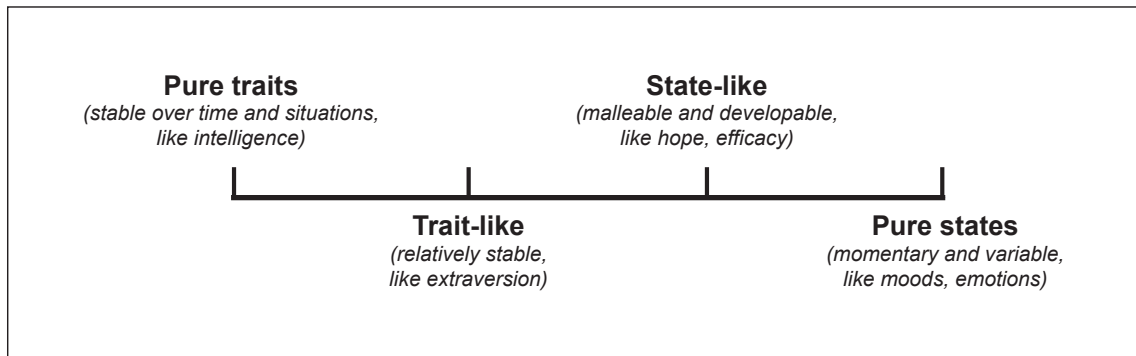 Pure traits
(stable over time and situations,
like intelligence)
State-like
(malleable and developable,
like hope, efficacy)
Trait-like
(relatively stable,
like extraversion)
Pure states
(momentary and variable,
like moods, emotions)